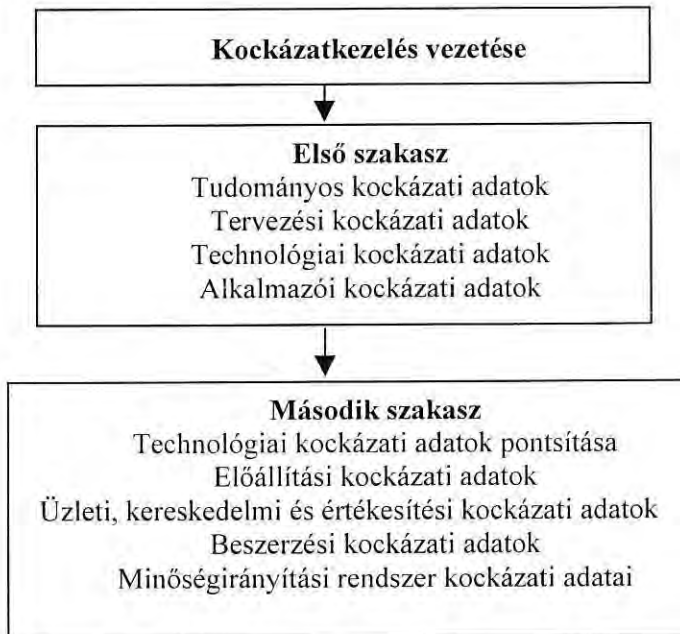 Kockázatkezelés vezetése
Első szakasz
Tudományos kockázati adatok
Tervezési kockázati adatok
Technológiai kockázati adatok
Alkalmazói kockázati adatok
Második szakasz
Technológiai kockázati adatok pontsítása
Előállítási kockázati adatok
Üzleti, kereskedelmi és értékesítési kockázati adatok
Beszerzési kockázati adatok
Minőségirányítási rendszer kockázati adatai